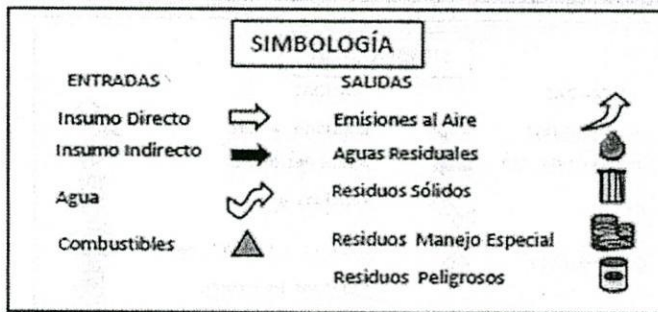 SIMBOLOGÍA
ENTRADAS
Insumo Directo
Insumo Indirecto
Agua
Combustibles
SALIDAS
Emisiones al Aire
Aguas Residuales
Residuos Sólidos
Residuos Manejo Especial
Residuos Peligrosos